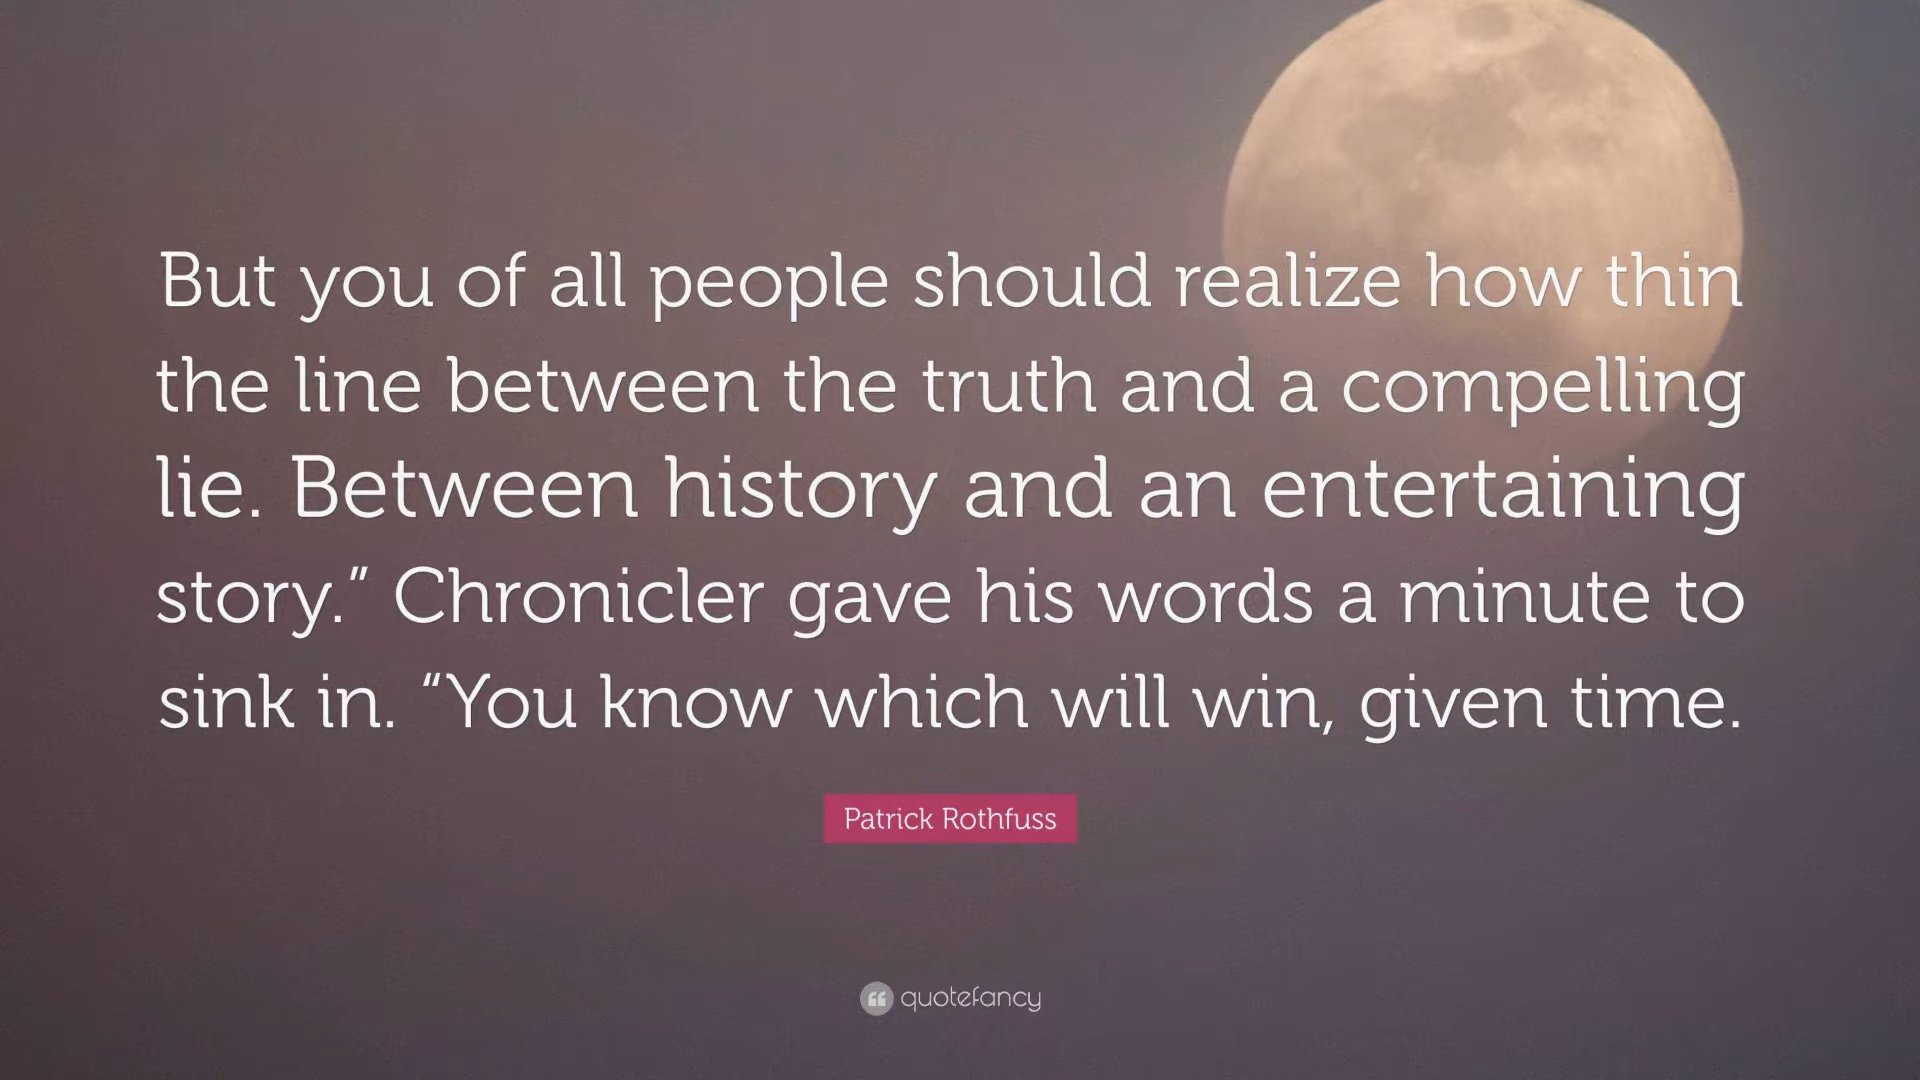 But you of all people should realize how thin
the line between the truth and a compelling
lie. Between history and an entertaining
story.” Chronicler gave his words a minute to
sink in. “You know which will win, given time.
Patrick Rothfuss
quotefancy